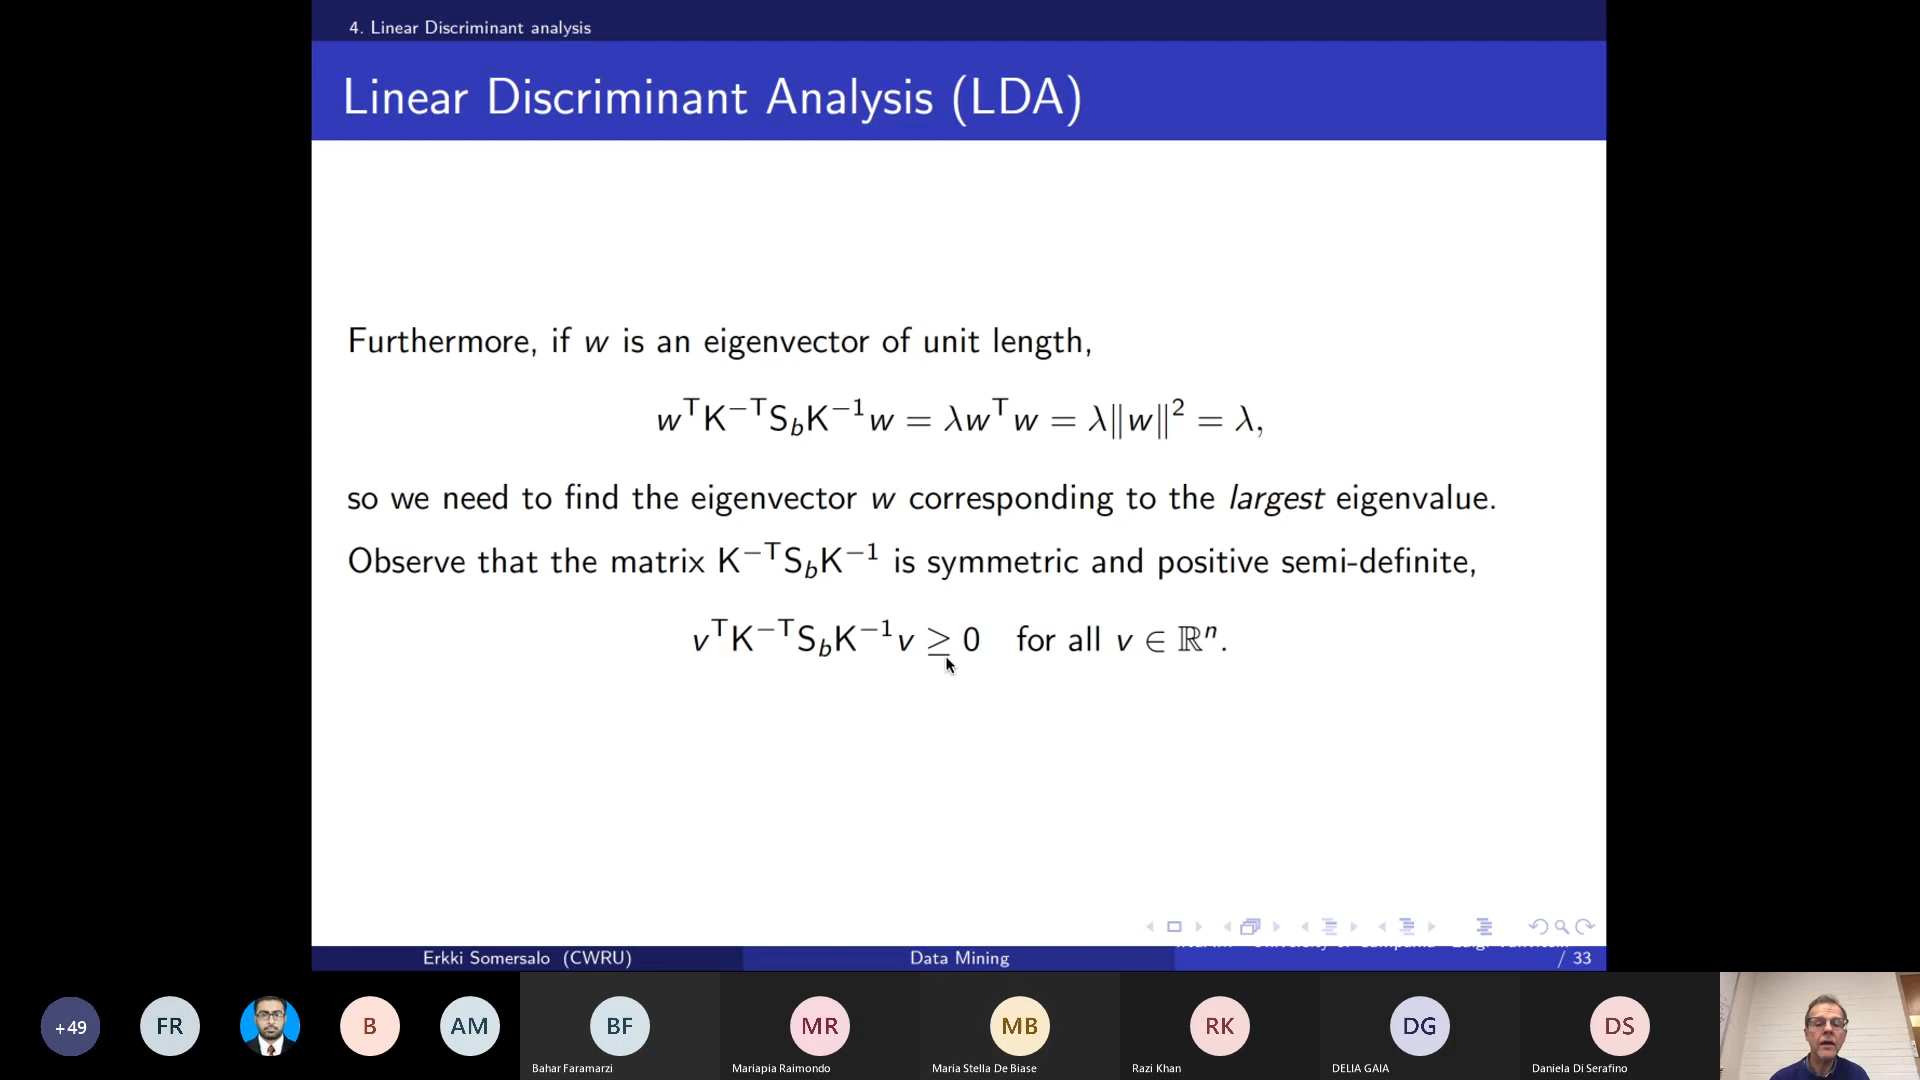 4. Linear Discriminant analysis
Linear Discriminant Analysis (LDA)
Furthermore, if w is an eigenvector of unit length,
wᵀK⁻ᵀS_bK⁻¹w = λwᵀw = λ‖w‖² = λ,
so we need to find the eigenvector w corresponding to the largest eigenvalue.
Observe that the matrix K⁻ᵀS_bK⁻¹ is symmetric and positive semi-definite,
vᵀK⁻ᵀS_bK⁻¹v ≥ 0 for all v ∈ ℝⁿ.
Erkki Somersalo (CWRU) Data Mining / 33
+49 FR B AM BF MR MB RK DG DS
Bahar Faramarzi Mariapia Raimondo Maria Stella De Biase Razi Khan DELIA GAIA Daniela Di Serafino